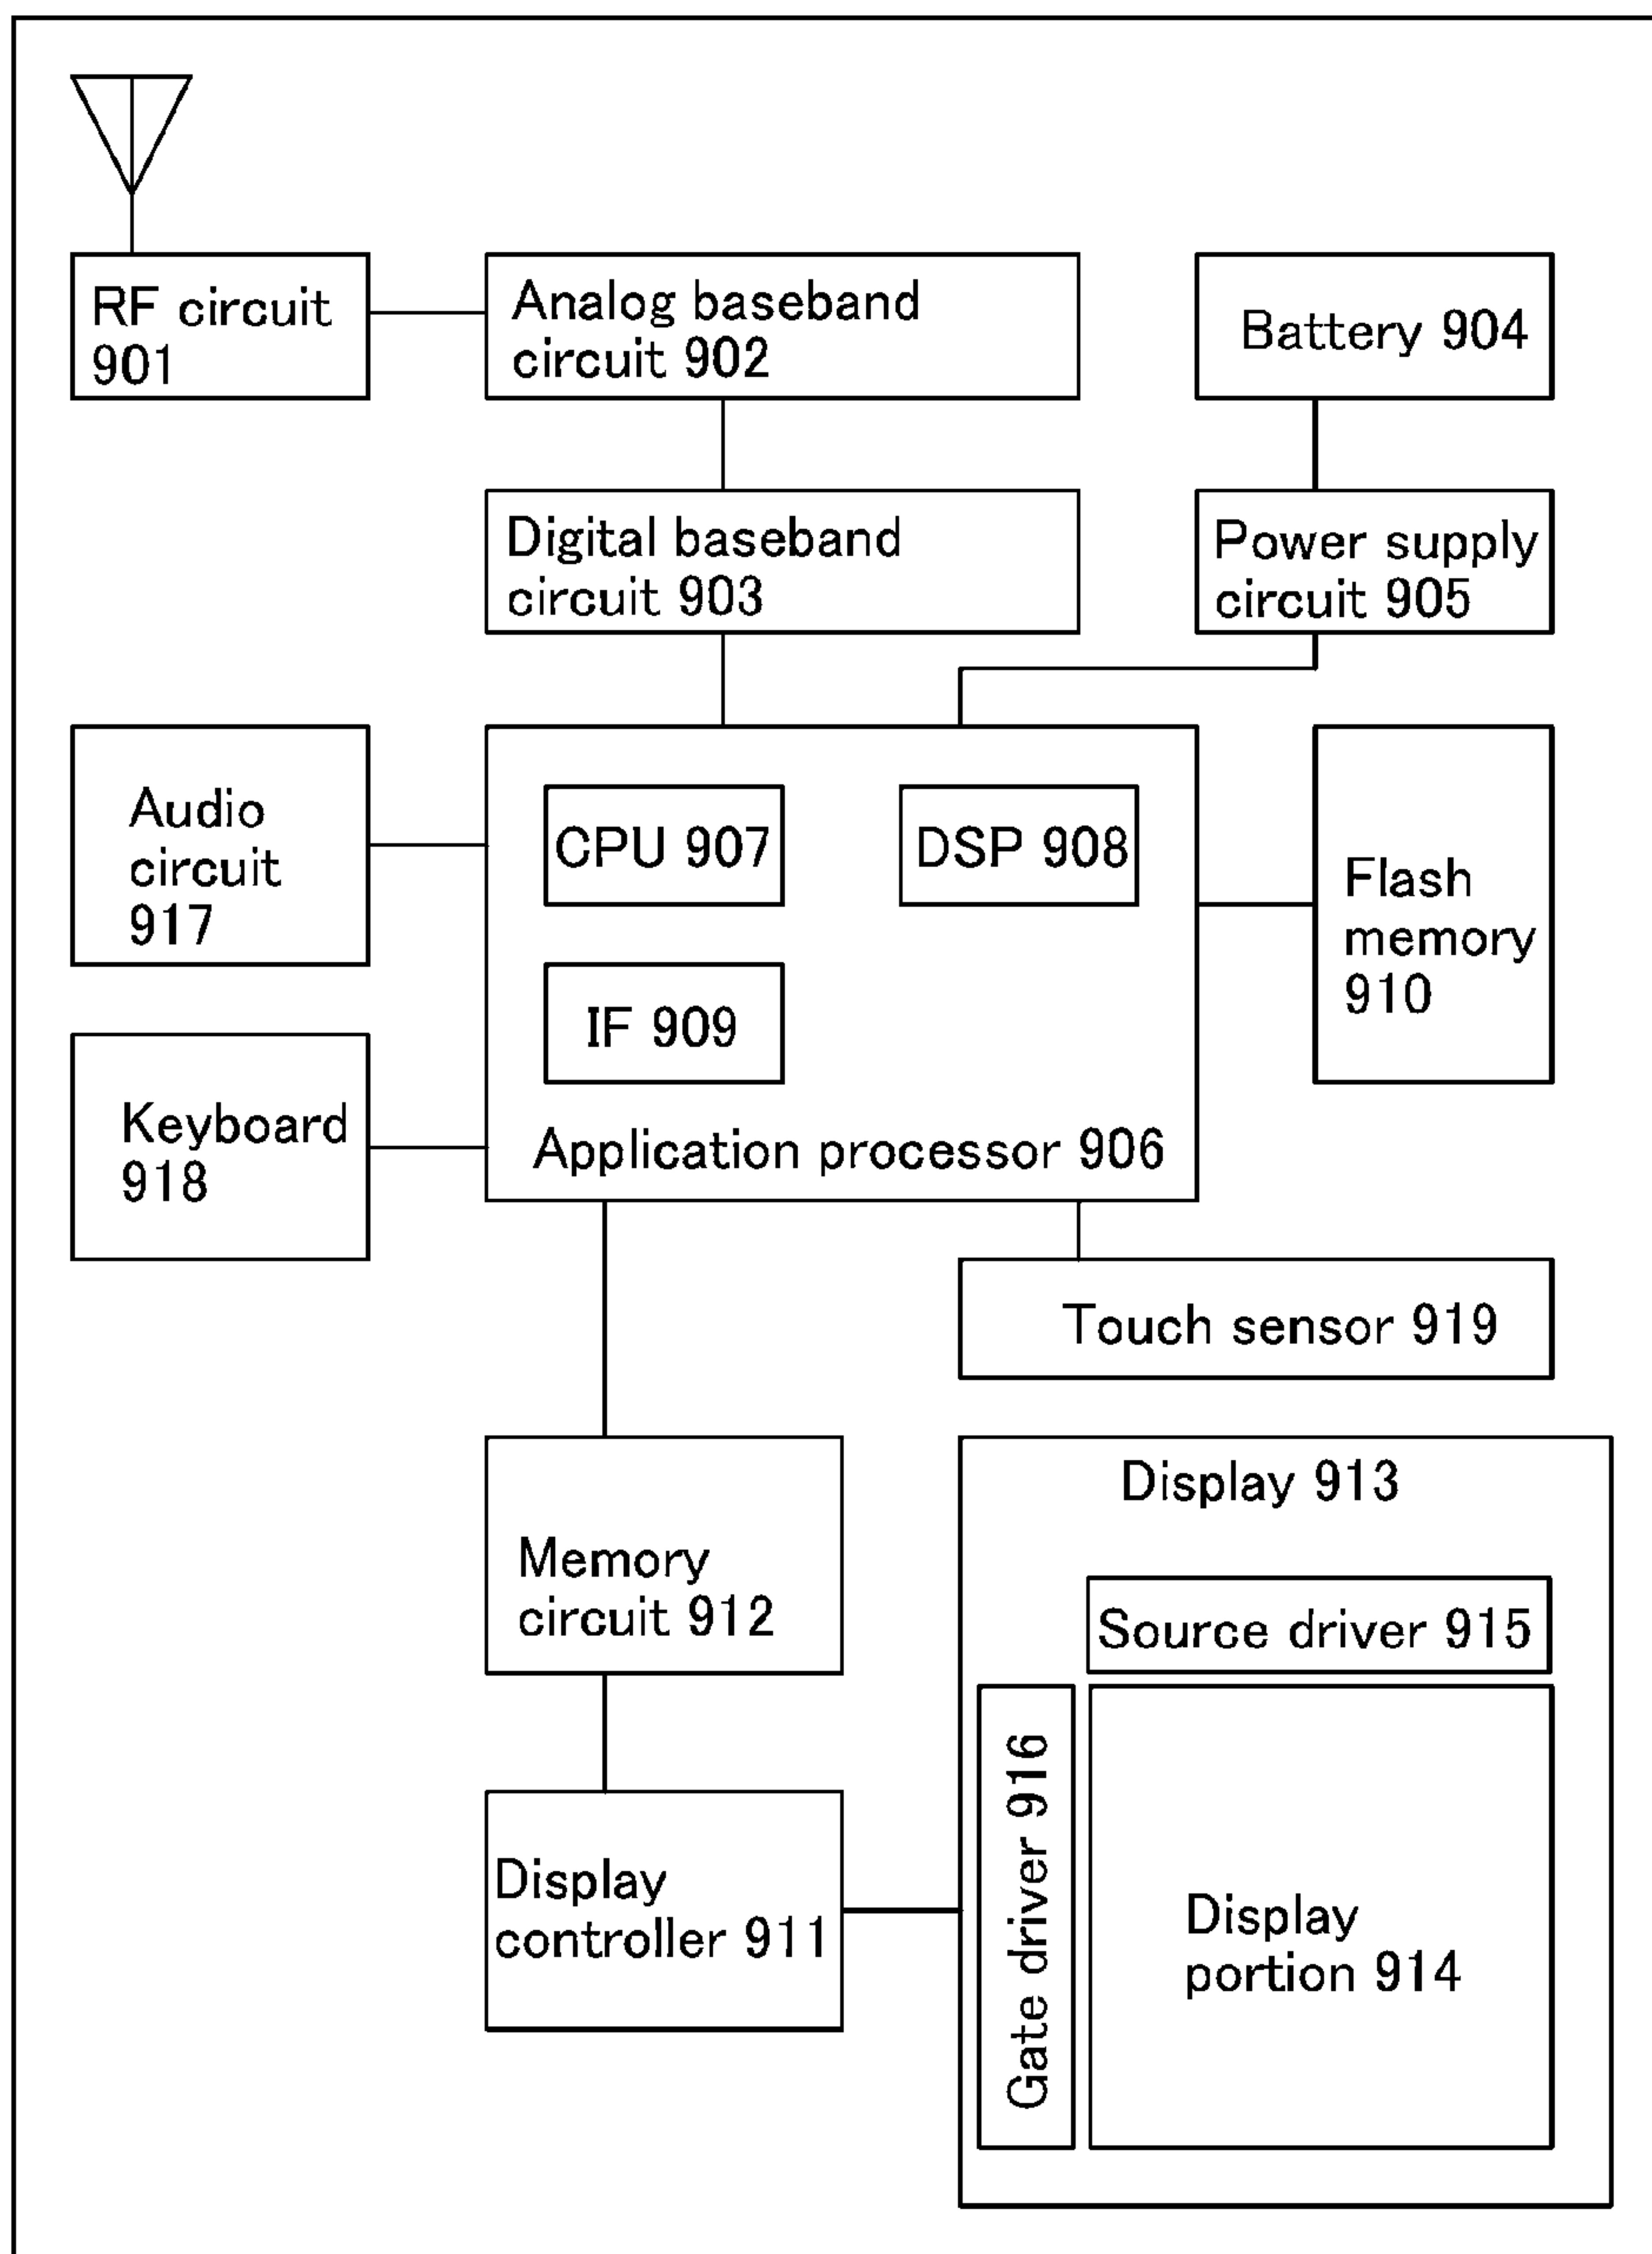 RF circuit
901
Analog baseband
circuit 902
Battery 904
Digital baseband
circuit 903
Power supply
circuit 905
Audio
circuit
917
CPU 907
DSP 908
Flash
memory
910
IF 909
Keyboard
918
Application processor 906
Touch sensor 919
Memory
circuit 912
Display 913
Source driver 915
Gate driver 916
Display
controller 911
Display
portion 914